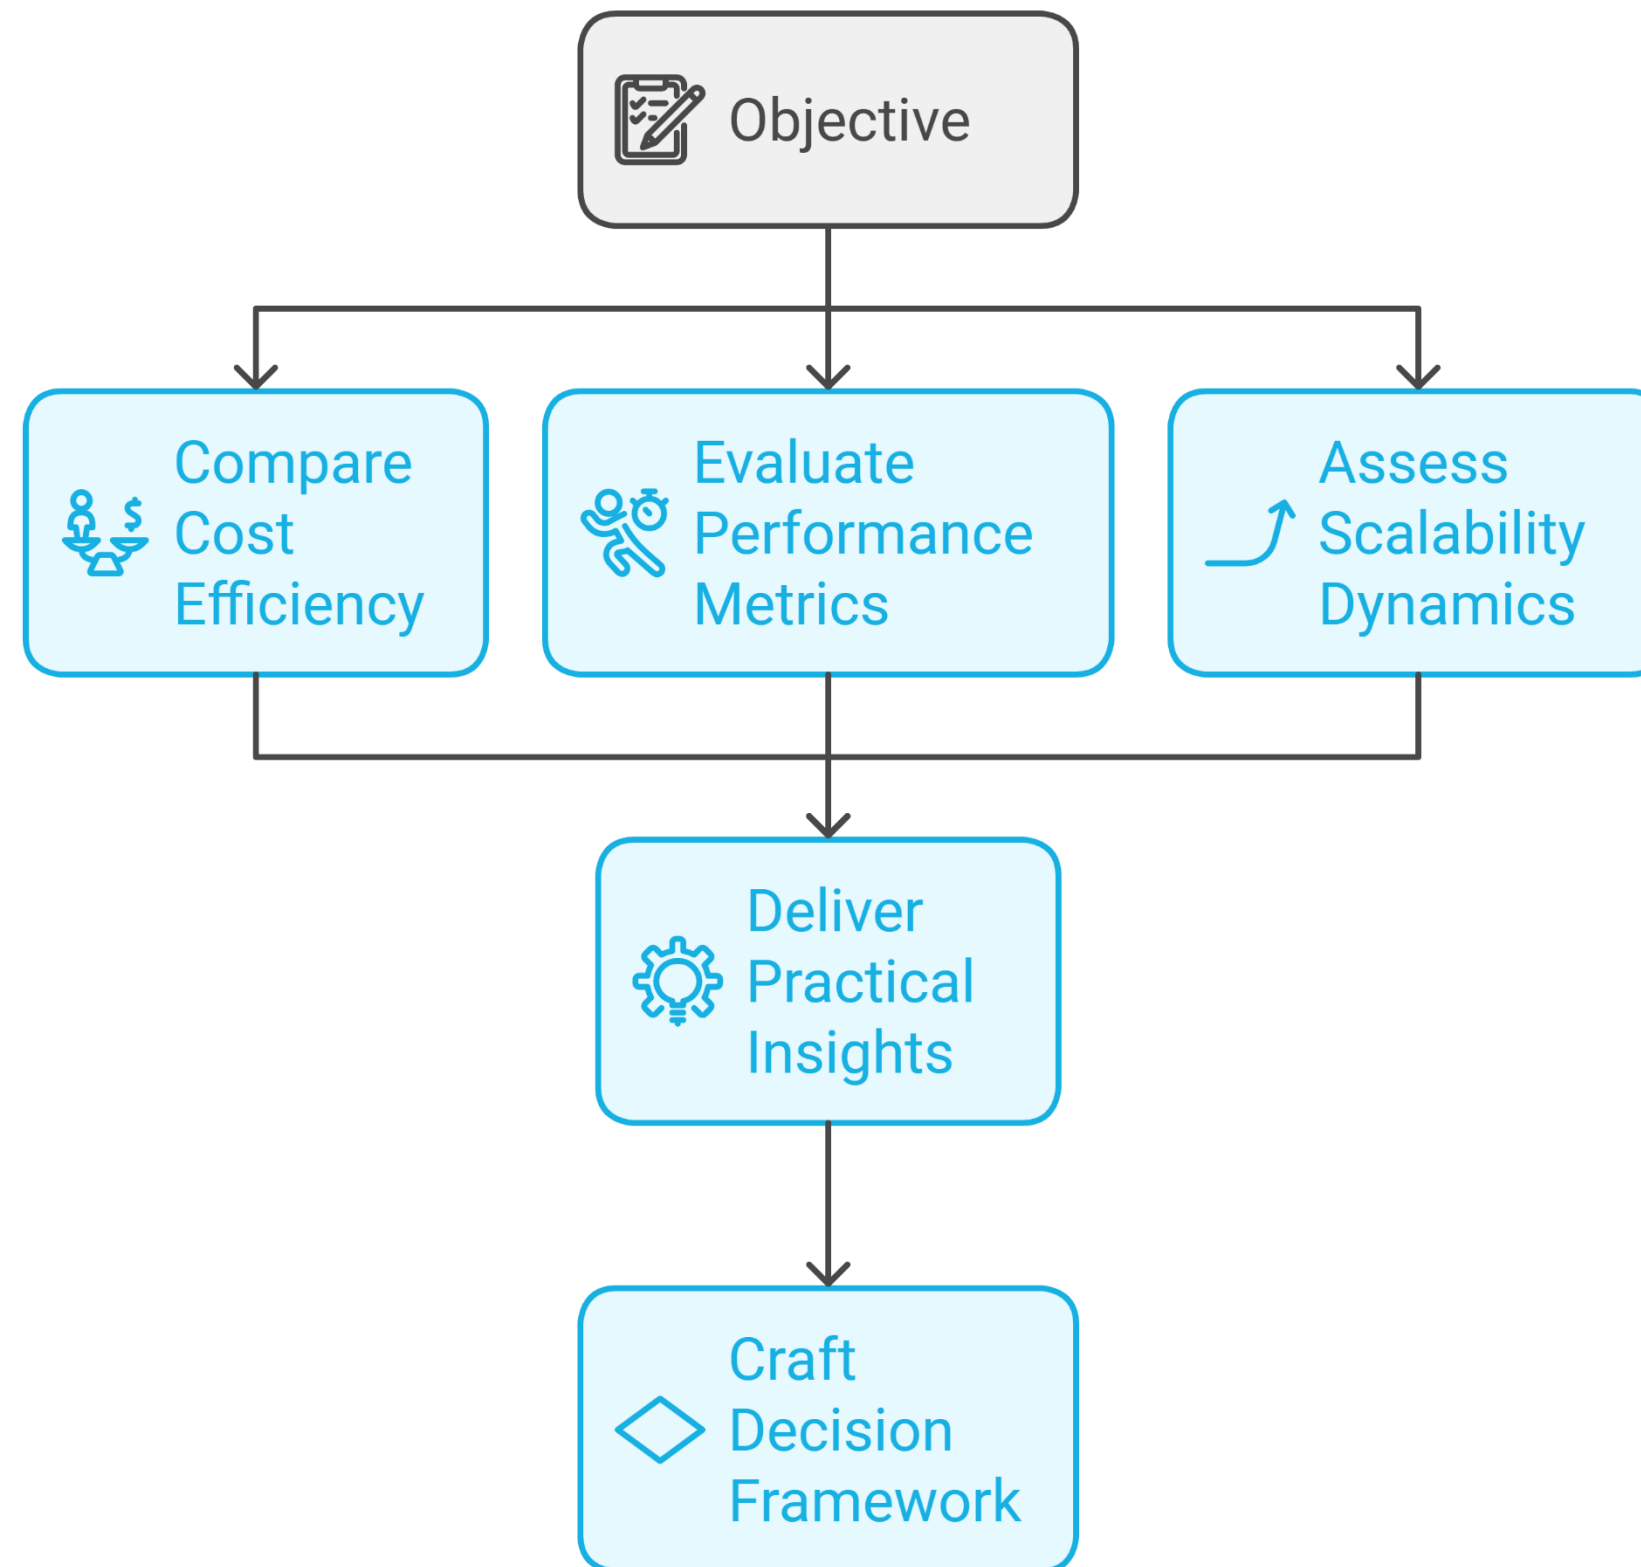 Objective
Compare
Cost
Efficiency
Evaluate
Performance
Metrics
Assess
Scalability
Dynamics
Deliver
Practical
Insights
Craft
Decision
Framework